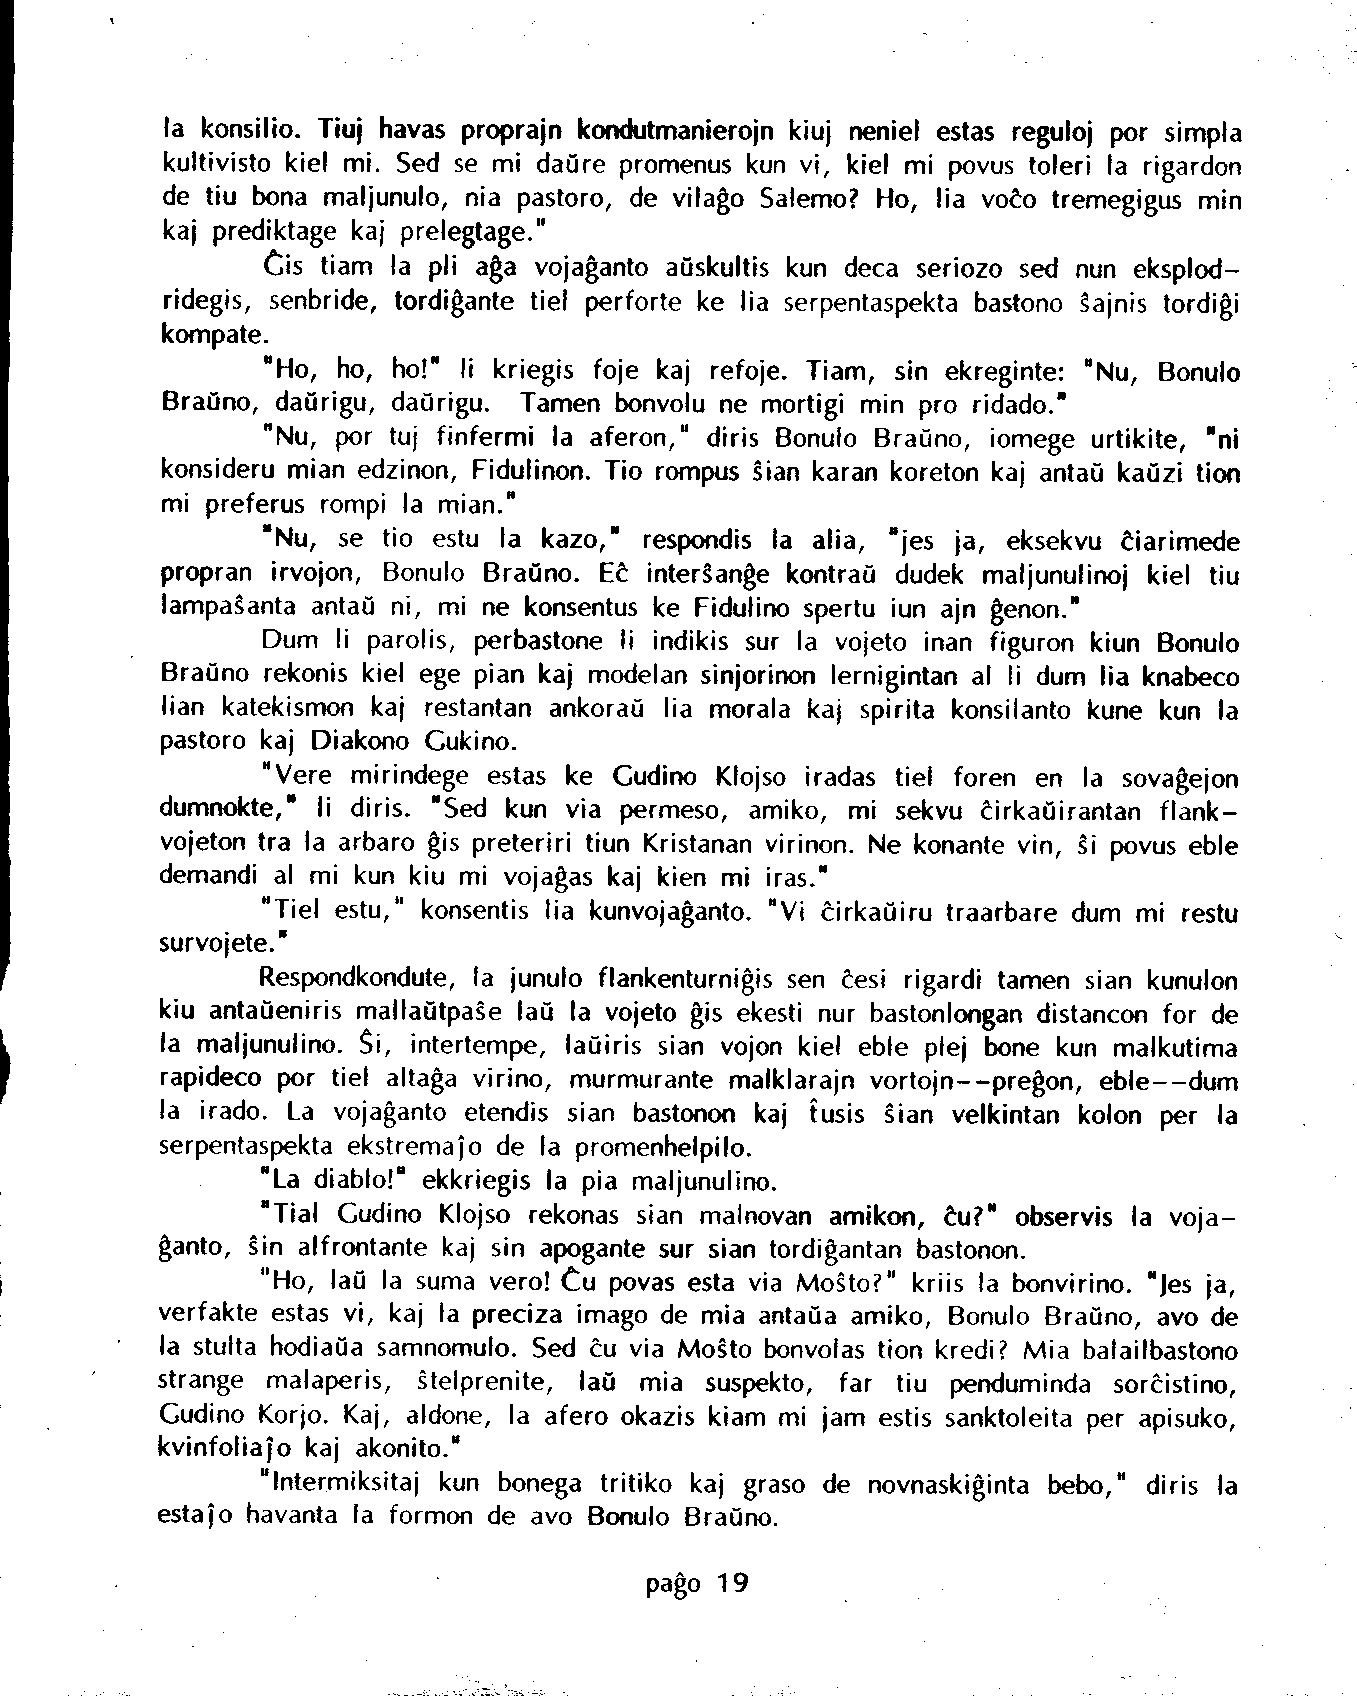 la konsilio. Tiuj havas proprajn kondutmanierojn kiuj neniel estas reguloj por simpla
kultivisto kiel mi. Sed se mi daŭre promenus kun vi, kiel mi povus toleri la rigardon
de tiu bona maljunulo, nia pastoro, de vilaĝo Salemo? Ho, lia voĉo tremegigus min
kaj prediktage kaj prelegtage."
Ĝis tiam la pli aĝa vojaĝanto aŭskultis kun deca seriozo sed nun eksplod-
ridegis, senbride, tordiĝante tiel perforte ke lia serpentaspekta bastono ŝajnis tordiĝi
kompate.
"Ho, ho, ho!" li kriegis foje kaj refoje. Tiam, sin ekreginte: "Nu, Bonulo
Braŭno, daŭrigu, daŭrigu. Tamen bonvolu ne mortigi min pro ridado."
"Nu, por tuj finfermi la aferon," diris Bonulo Braŭno, iomege urtikite, "ni
konsideru mian edzinon, Fidulinon. Tio rompus ŝian karan koreton kaj antaŭ kaŭzi tion
mi preferus rompi la mian."
"Nu, se tio estu la kazo," respondis la alia, "jes ja, eksekvu ĉiarimede
propran irvojon, Bonulo Braŭno. Eĉ interŝanĝe kontraŭ dudek maljunulinoj kiel tiu
lampaŝanta antaŭ ni, mi ne konsentus ke Fidulino spertu iun ajn ĝenon."
Dum li parolis, perbastone li indikis sur la vojeto inan figuron kiun Bonulo
Braŭno rekonis kiel ege pian kaj modelan sinjorinon lernigintan al li dum lia knabeco
lian katekismon kaj restantan ankoraŭ lia morala kaj spirita konsilanto kune kun la
pastoro kaj Diakono Gukino.
"Vere mirindege estas ke Gudino Klojso iradas tiel foren en la sovaĝejon
dumnokte," li diris. "Sed kun via permeso, amiko, mi sekvu ĉirkaŭirantan flank-
vojeton tra la arbaro ĝis preteriri tiun Kristanan virinon. Ne konante vin, ŝi povus eble
demandi al mi kun kiu mi vojaĝas kaj kien mi iras."
"Tiel estu," konsentis lia kunvojaĝanto. "Vi ĉirkaŭiru traarbare dum mi restu
survojete."
Respondkondute, la junulo flankenturniĝis sen ĉesi rigardi tamen sian kunulon
kiu antaŭeniris mallaŭtpaŝe laŭ la vojeto ĝis ekesti nur bastonlongan distancon for de
la maljunulino. Ŝi, intertempe, laŭiris sian vojon kiel eble plej bone kun malkutima
rapideco por tiel altaĝa virino, murmurante malklarajn vortojn--preĝon, eble--dum
la irado. La vojaĝanto etendis sian bastonon kaj t̂usis ŝian velkintan kolon per la
serpentaspekta ekstremaĵo de la promenhelpilo.
"La diablo!" ekkriegis la pia maljunulino.
"Tial Gudino Klojso rekonas sian malnovan amikon, ĉu?" observis la voja-
ĝanto, ŝin alfrontante kaj sin apogante sur sian tordiĝantan bastonon.
"Ho, laŭ la suma vero! Ĉu povas esta via Moŝto?" kriis la bonvirino. "Jes ja,
verfakte estas vi, kaj la preciza imago de mia antaŭa amiko, Bonulo Braŭno, avo de
la stulta hodiaŭa samnomulo. Sed ĉu via Moŝto bonvolas tion kredi? Mia balailbastono
strange malaperis, ŝtelprenite, laŭ mia suspekto, far tiu penduminda sorĉistino,
Gudino Korjo. Kaj, aldone, la afero okazis kiam mi jam estis sanktoleita per apisuko,
kvinfoliaĵo kaj akonito."
"Intermiksitaj kun bonega tritiko kaj graso de novnaskiĝinta bebo," diris la
estaĵo havanta la formon de avo Bonulo Braŭno.
paĝo 19